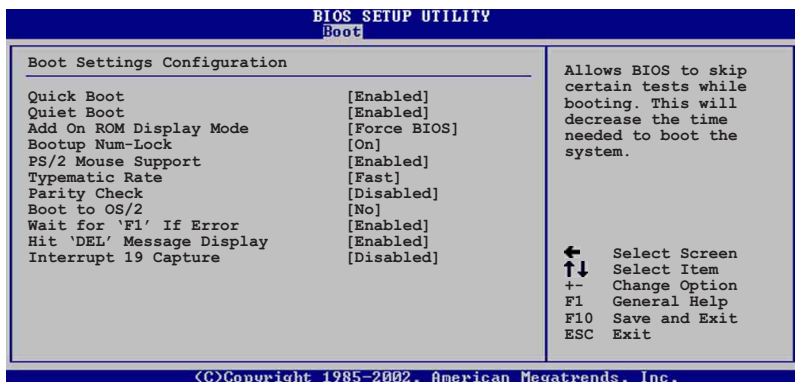 BIOS SETUP UTILITY
Boot
Boot Settings Configuration
Quick Boot [Enabled]
Quiet Boot [Enabled]
Add On ROM Display Mode [Force BIOS]
Bootup Num-Lock [On]
PS/2 Mouse Support [Enabled]
Typematic Rate [Fast]
Parity Check [Disabled]
Boot to OS/2 [No]
Wait for ‘F1’ If Error [Enabled]
Hit ‘DEL’ Message Display [Enabled]
Interrupt 19 Capture [Disabled]
Allows BIOS to skip
certain tests while
booting. This will
decrease the time
needed to boot the
system.
← Select Screen
↑↓ Select Item
+- Change Option
F1 General Help
F10 Save and Exit
ESC Exit
(C)Copyright 1985-2002, American Megatrends, Inc.